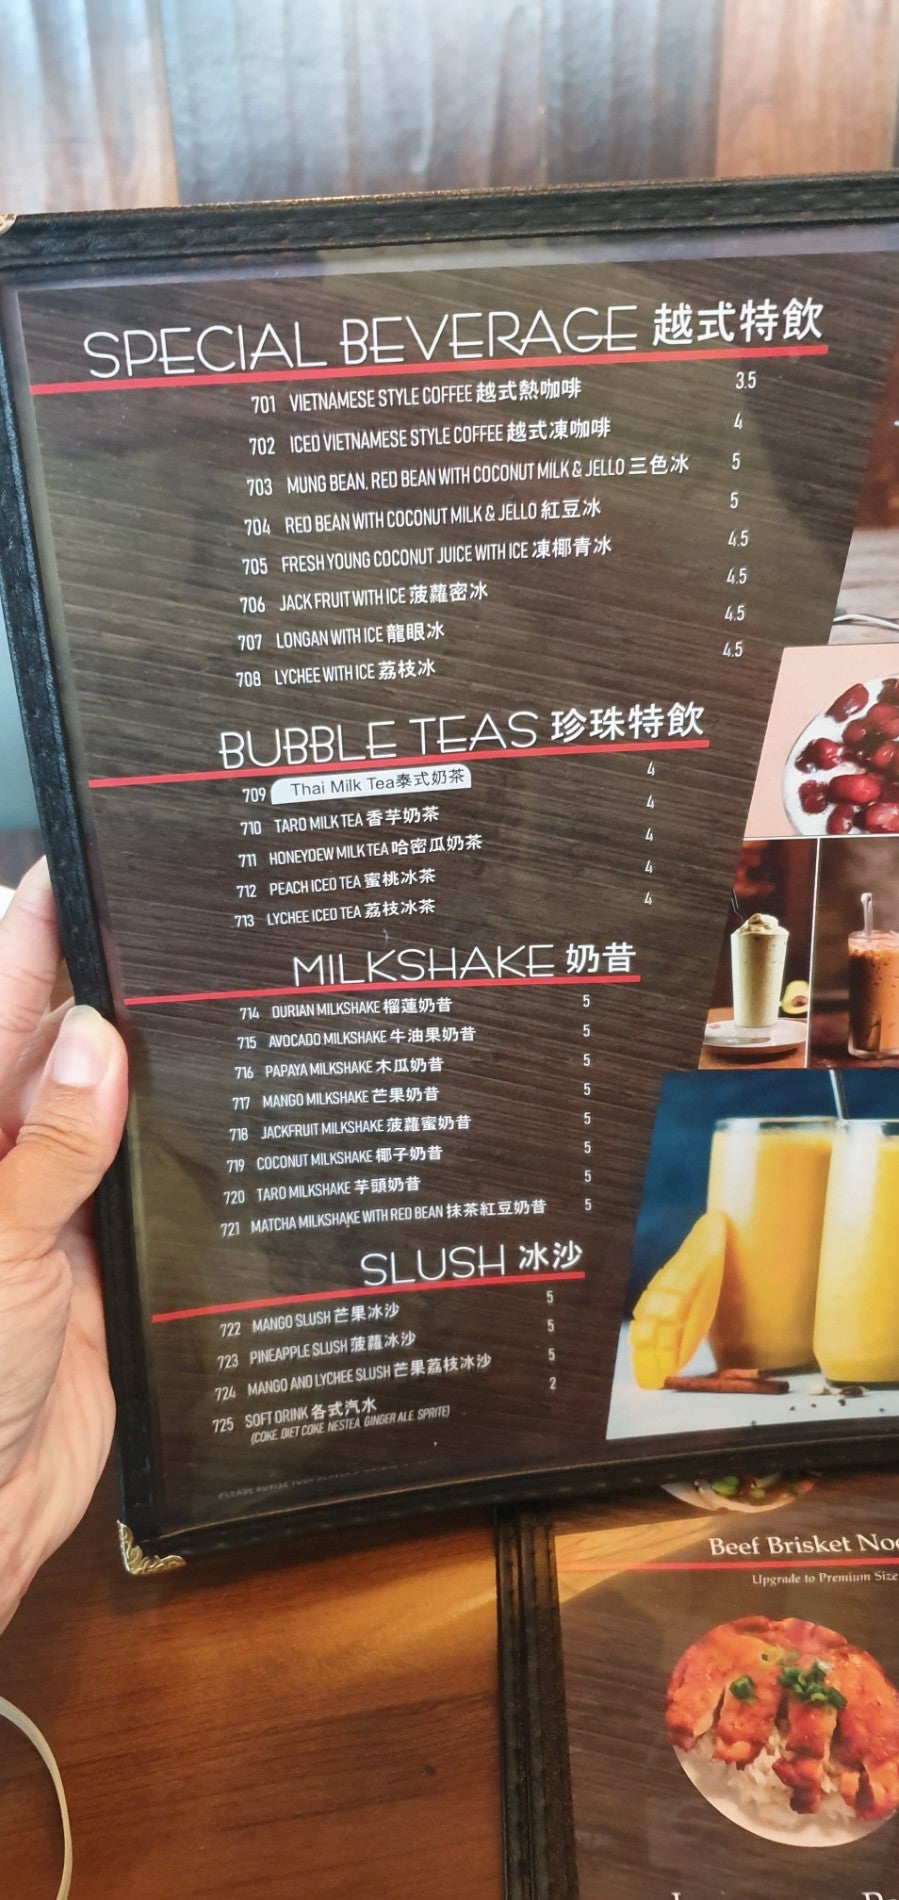 SPECIAL BEVERAGE 越式特飲
701 VIETNAMESE STYLE COFFEE 越式熱咖啡 3.5
702 ICED VIETNAMESE STYLE COFFEE 越式凍咖啡 4
703 MUNG BEAN, RED BEAN WITH COCONUT MILK & JELLO 三色冰 5
704 RED BEAN WITH COCONUT MILK & JELLO 紅豆冰 5
705 FRESH YOUNG COCONUT JUICE WITH ICE 凍椰青冰 4.5
706 JACK FRUIT WITH ICE 菠蘿密冰 4.5
707 LONGAN WITH ICE 龍眼冰 4.5
708 LYCHEE WITH ICE 荔枝冰 4.5
BUBBLE TEAS 珍珠特飲
709 Thai Milk Tea泰式奶茶 4
710 TARO MILK TEA 香芋奶茶 4
711 HONEYDEW MILK TEA 哈密瓜奶茶 4
712 PEACH ICED TEA 蜜桃冰茶 4
713 LYCHEE ICED TEA 荔枝冰茶 4
MILKSHAKE 奶昔
714 DURIAN MILKSHAKE 榴蓮奶昔 5
715 AVOCADO MILKSHAKE 牛油果奶昔 5
716 PAPAYA MILKSHAKE 木瓜奶昔 5
717 MANGO MILKSHAKE 芒果奶昔 5
718 JACKFRUIT MILKSHAKE 菠蘿蜜奶昔 5
719 COCONUT MILKSHAKE 椰子奶昔 5
720 TARO MILKSHAKE 芋頭奶昔 5
721 MATCHA MILKSHAKE WITH RED BEAN 抹茶紅豆奶昔 5
SLUSH 冰沙
722 MANGO SLUSH 芒果冰沙 5
723 PINEAPPLE SLUSH 菠蘿冰沙 5
724 MANGO AND LYCHEE SLUSH 芒果荔枝冰沙 5
725 SOFT DRINK 各式汽水 2
(COKE, DIET COKE, NESTEA, GINGER ALE, SPRITE)
PLEASE ADVISE YOUR
Beef Brisket
Upgrade to Premium Size